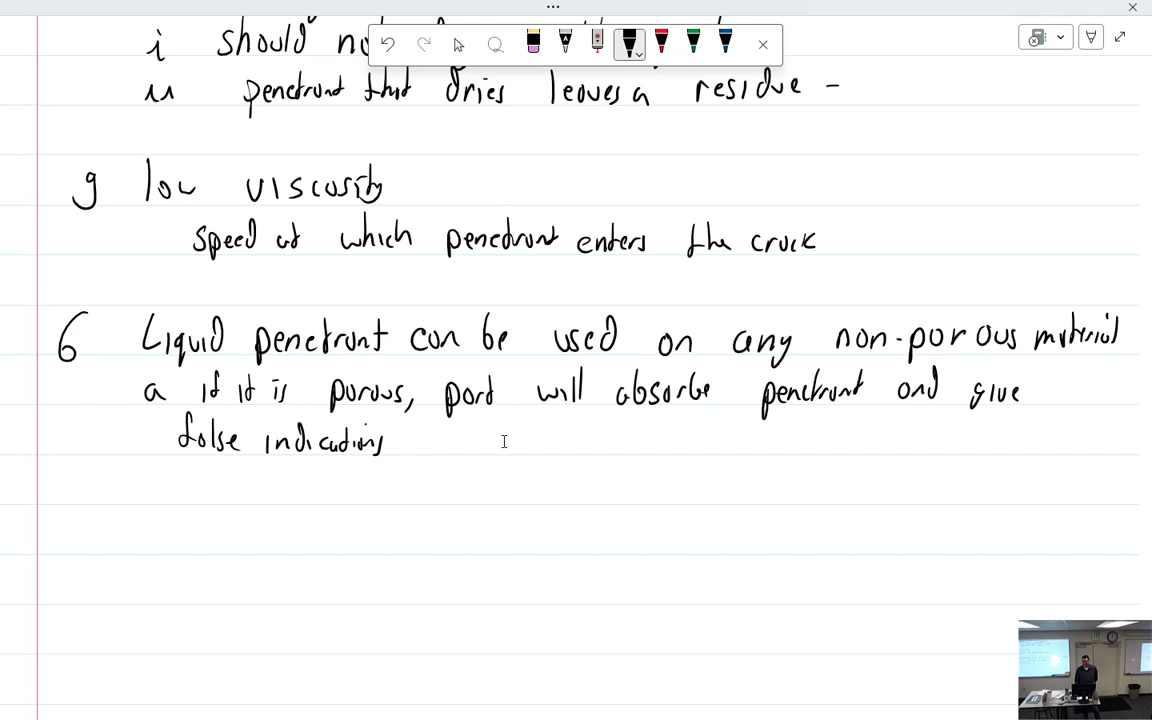 i should
ii penetrant that dries leaves a residue -
g low viscosity
speed at which penetrant enters the crack
6 Liquid penetrant can be used on any non-porous material
a if it is porous, part will absorbe penetrant and give
false indications